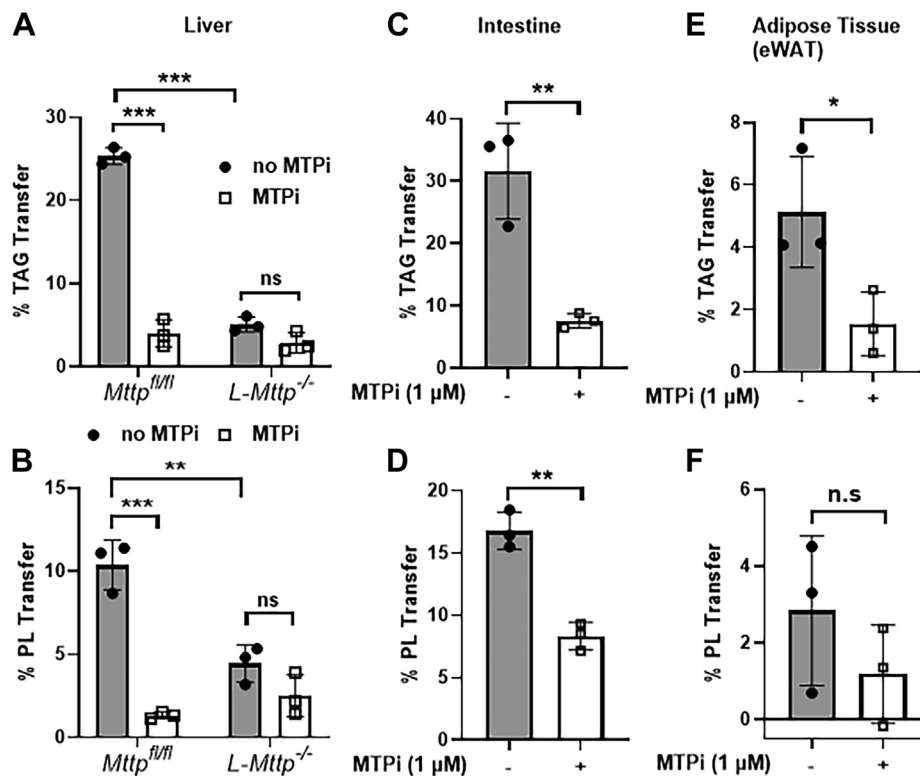 A
Liver
***
***
30
20
10
0
% TAG Transfer
no MTPi
MTPi
ns
Mttp^fl/fl
L-Mttp^-/-
no MTPi
MTPi
B
**
***
15
10
5
0
% PL Transfer
ns
Mttp^fl/fl
L-Mttp^-/-
C
Intestine
**
40
30
20
10
0
% TAG Transfer
MTPi (1 µM)
-
+
D
**
20
15
10
5
0
% PL Transfer
MTPi (1 µM)
-
+
E
Adipose Tissue
(eWAT)
*
8
6
4
2
0
% TAG Transfer
MTPi (1 µM)
-
+
F
n.s
6
4
2
0
% PL Transfer
MTPi (1 µM)
-
+